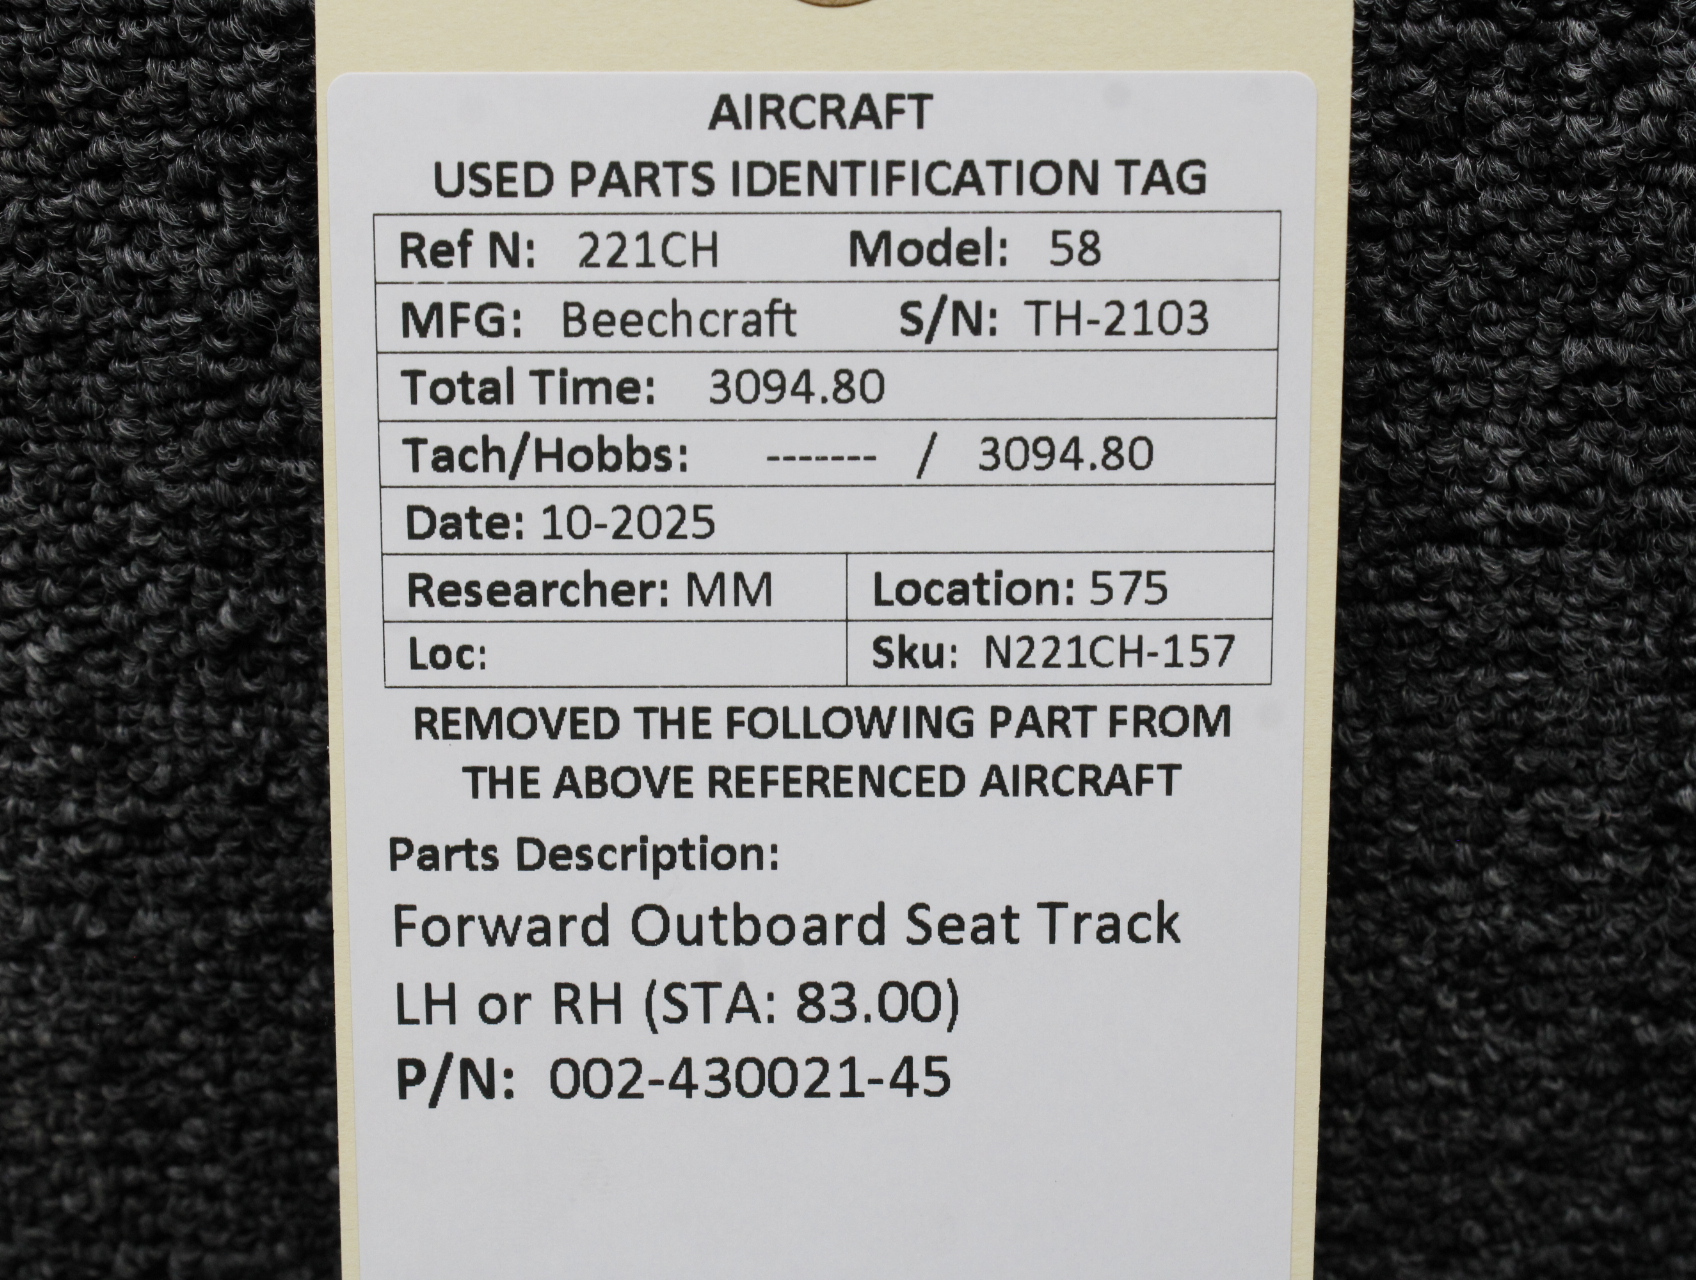 AIRCRAFT
USED PARTS IDENTIFICATION TAG
Ref N: 221CH Model: 58
MFG: Beechcraft S/N: TH-2103
Total Time: 3094.80
Tach/Hobbs: ------- / 3094.80
Date: 10-2025
Researcher: MM Location: 575
Loc: Sku: N221CH-157
REMOVED THE FOLLOWING PART FROM
THE ABOVE REFERENCED AIRCRAFT
Parts Description:
Forward Outboard Seat Track
LH or RH (STA: 83.00)
P/N: 002-430021-45